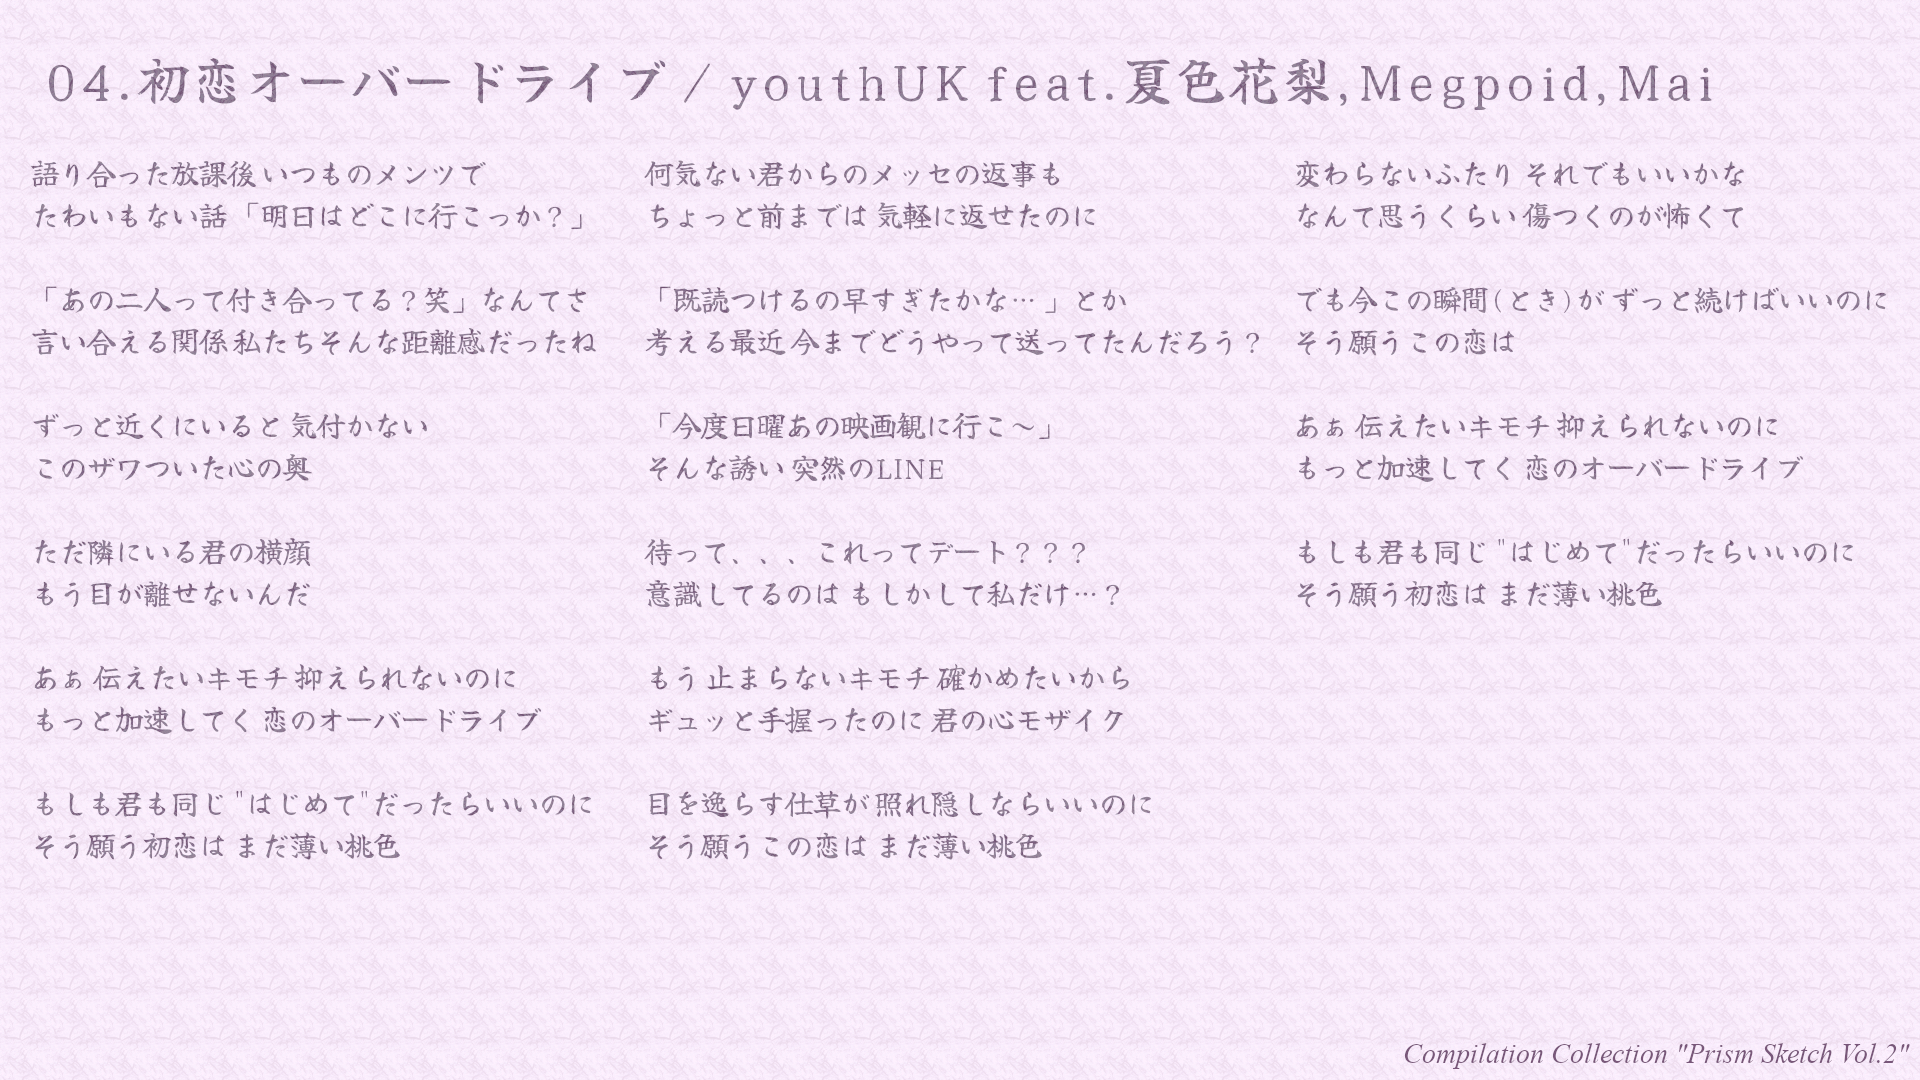 04.初恋オーバードライブ / youthUK feat.夏色花梨,Megpoid,Mai
語り合った放課後 いつものメンツで
たわいもない話 「明日はどこに行こっか？」
「あの二人って付き合ってる？笑」なんてさ
言い合える関係 私たちそんな距離感だったね
ずっと近くにいると 気付かない
このザワついた心の奥
ただ隣にいる君の横顔
もう目が離せないんだ
あぁ 伝えたいキモチ 抑えられないのに
もっと加速してく 恋のオーバードライブ
もしも君も同じ "はじめて"だったらいいのに
そう願う初恋は まだ薄い桃色
何気ない君からのメッセの返事も
ちょっと前までは 気軽に返せたのに
「既読つけるの早すぎたかな… 」とか
考える最近 今までどうやって送ってたんだろう？
「今度日曜あの映画観に行こ～」
そんな誘い 突然のLINE
待って、、、これってデート？？？
意識してるのは もしかして私だけ…？
もう 止まらないキモチ 確かめたいから
ギュッと手握ったのに 君の心モザイク
目を逸らす仕草が 照れ隠しならいいのに
そう願うこの恋は まだ薄い桃色
変わらないふたり それでもいいかな
なんて思うくらい 傷つくのが怖くて
でも今この瞬間(とき)が ずっと続けばいいのに
そう願うこの恋は
あぁ 伝えたいキモチ 抑えられないのに
もっと加速してく 恋のオーバードライブ
もしも君も同じ "はじめて"だったらいいのに
そう願う初恋は まだ薄い桃色
Compilation Collection "Prism Sketch Vol.2"